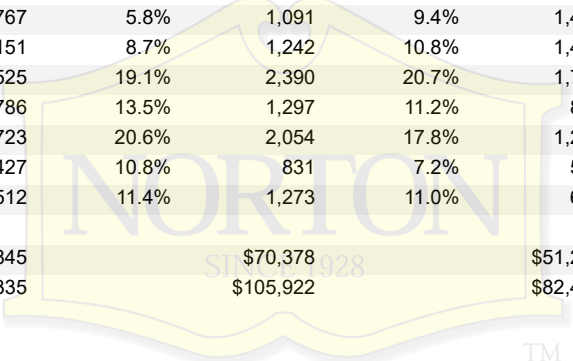 767 5.8% 1,091 9.4% 1,4
151 8.7% 1,242 10.8% 1,4
525 19.1% 2,390 20.7% 1,7
786 13.5% 1,297 11.2% 8
723 20.6% 2,054 17.8% 1,2
427 10.8% 831 7.2% 5
512 11.4% 1,273 11.0% 6
NORTON
345 $70,378 $51,2
SINCE 1928
335 $105,922 $82,4
TM